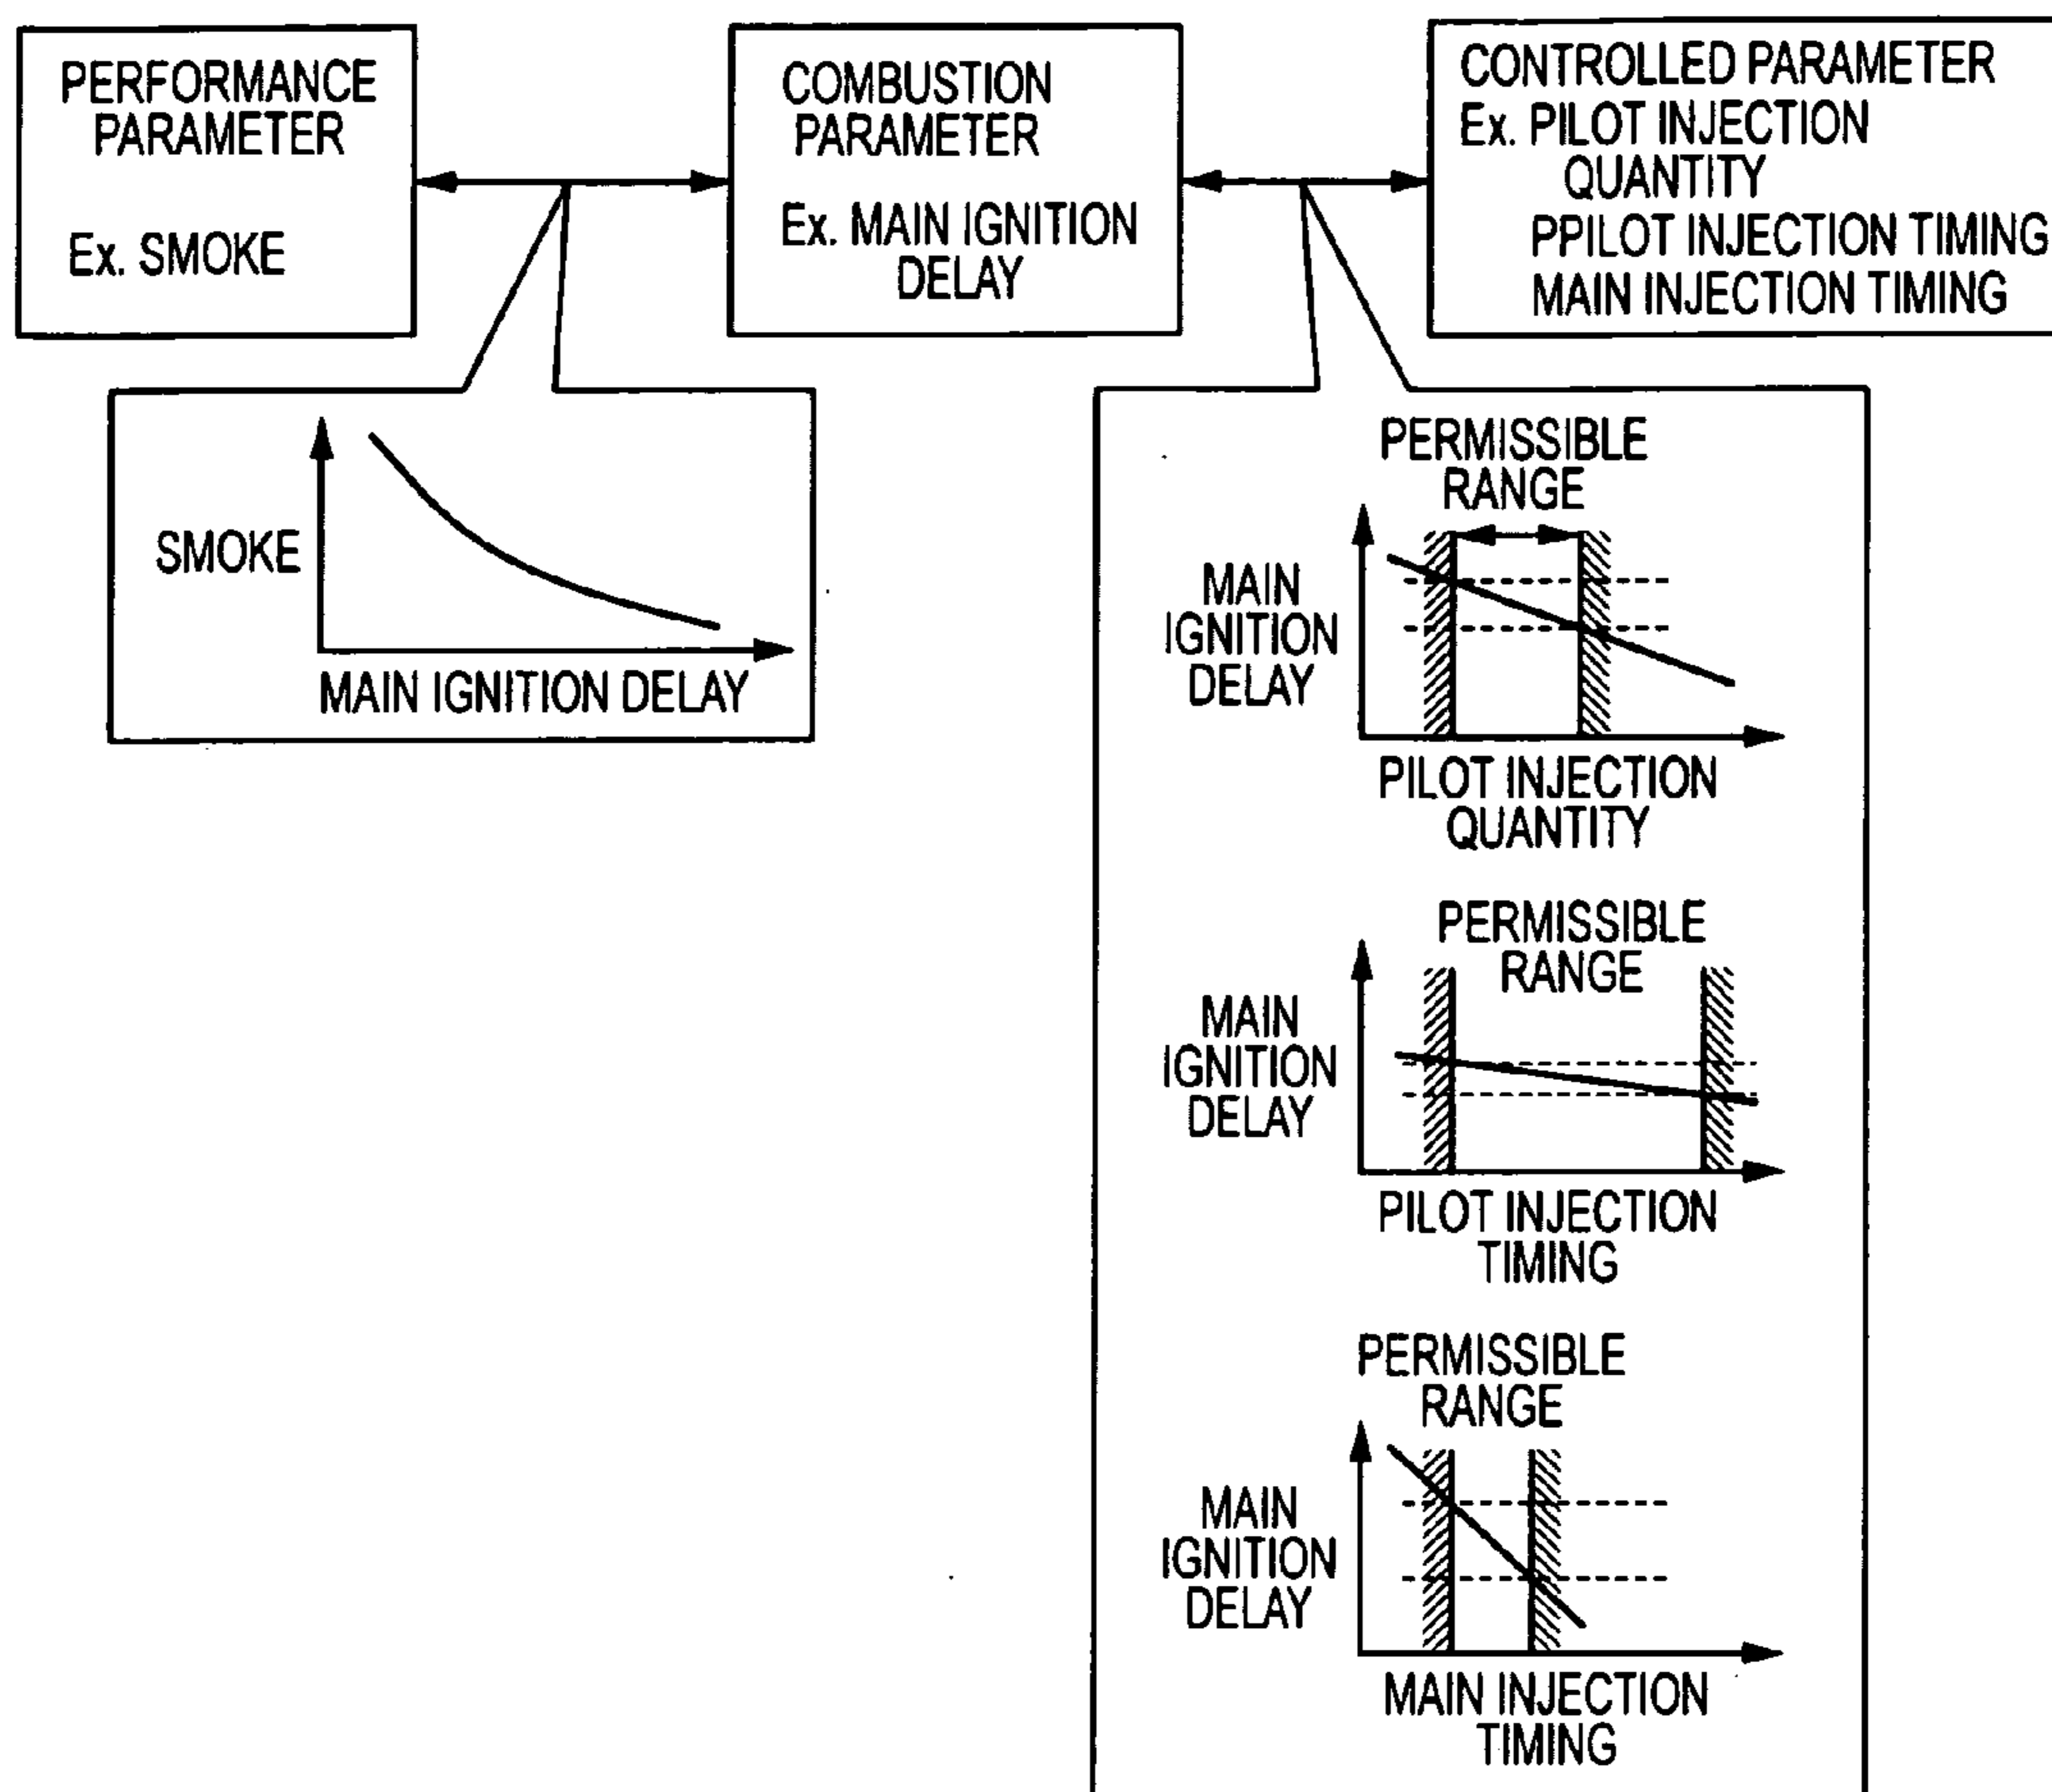 PERFORMANCE
PARAMETER
Ex. SMOKE
COMBUSTION
PARAMETER
Ex. MAIN IGNITION
DELAY
CONTROLLED PARAMETER
Ex. PILOT INJECTION
QUANTITY
PPILOT INJECTION TIMING
MAIN INJECTION TIMING
SMOKE
MAIN IGNITION DELAY
PERMISSIBLE
RANGE
MAIN
IGNITION
DELAY
PILOT INJECTION
QUANTITY
PERMISSIBLE
RANGE
MAIN
IGNITION
DELAY
PILOT INJECTION
TIMING
PERMISSIBLE
RANGE
MAIN
IGNITION
DELAY
MAIN INJECTION
TIMING